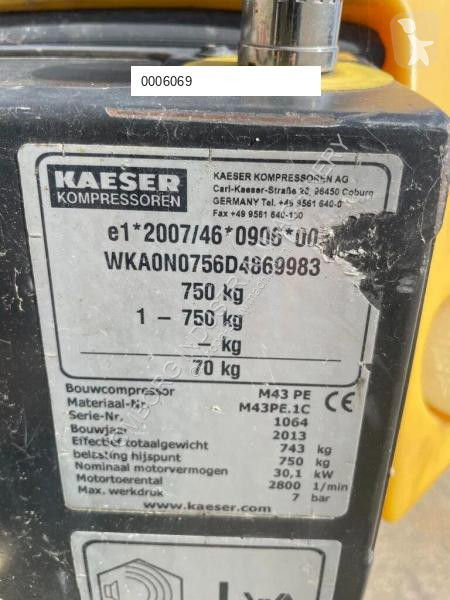 0006069
KAESER
KOMPRESSOREN
KAESER KOMPRESSOREN AG
Carl-Kaeser-Straße 26, 96450 Coburg
GERMANY Tel. +49 9561 640-0
Fax +49 9561 640-130
e1*2007/46*0906*00
WKA0N0756D4869983
750 kg
1 – 750 kg
– kg
70 kg
Bouwcompressor M43 PE
Materiaal-Nr. M43PE.1C
Serie-Nr. 1064
Bouwjaar 2013
Effectief totaalgewicht 743 kg
belasting hijspunt 750 kg
Nominaal motorvermogen 30,1 kW
Motortoerental 2800 1/min
Max. werkdruk 7 bar
CE
www.kaeser.com